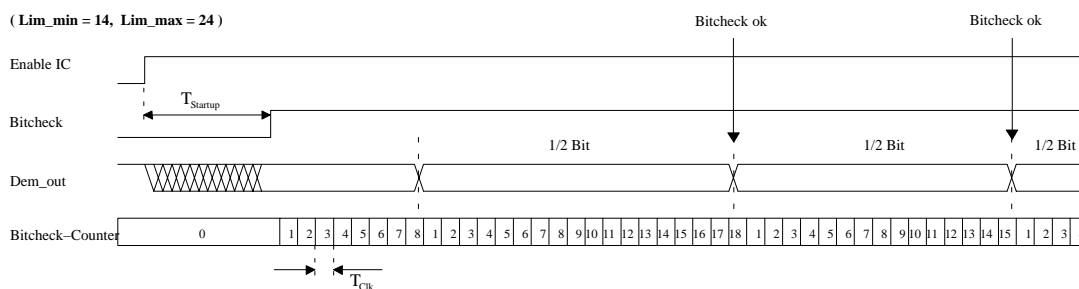 ( Lim_min = 14, Lim_max = 24 )
Bitcheck ok
Bitcheck ok
Enable IC
TStartup
Bitcheck
1/2 Bit
1/2 Bit
1/2 Bit
Dem_out
Bitcheck–Counter 0 1 2 3 4 5 6 7 8 1 2 3 4 5 6 7 8 9 10 11 12 13 14 15 16 17 18 1 2 3 4 5 6 7 8 9 10 11 12 13 14 15 1 2 3
TClk